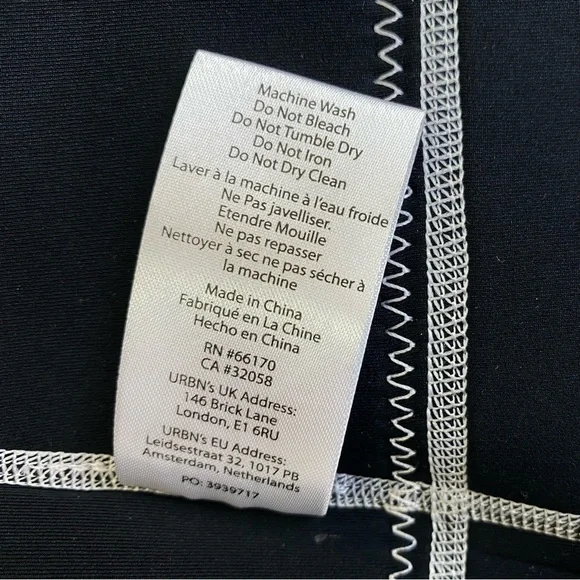 Machine Wash
Do Not Bleach
Do Not Tumble Dry
Do Not Iron
Do Not Dry Clean
Laver à la machine à l'eau froide
Ne Pas javelliser.
Etendre Mouille
Ne pas repasser
Nettoyer à sec ne pas sécher à
la machine
Made in China
Fabriqué en La Chine
Hecho en China
RN #66170
CA #32058
URBN's UK Address:
146 Brick Lane
London, E1 6RU
URBN's EU Address:
Leidsestraat 32, 1017 PB
Amsterdam, Netherlands
PO: 3939717